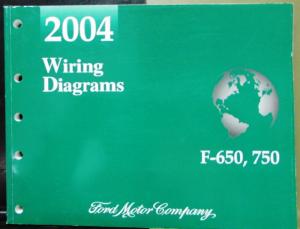 2004
Wiring
Diagrams
F-650, 750
Ford Motor Company